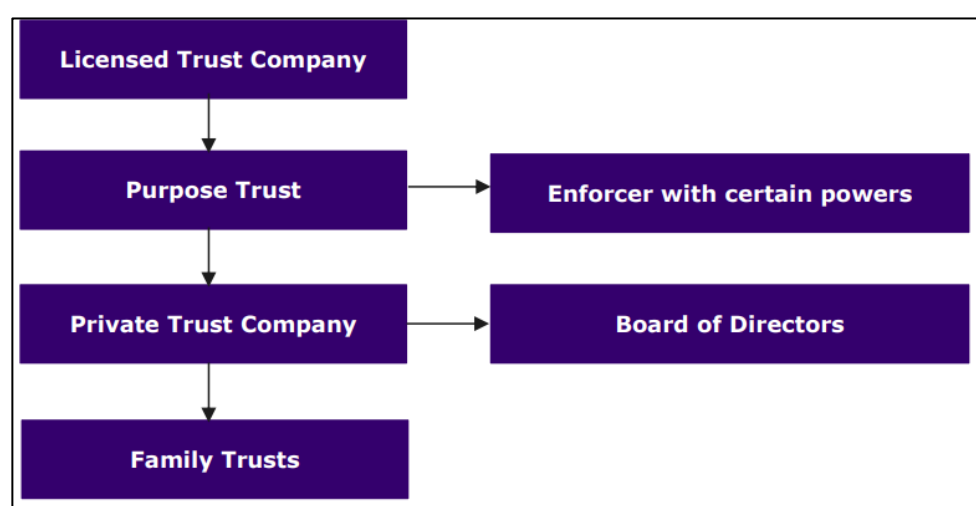 Licensed Trust Company
Purpose Trust
Enforcer with certain powers
Private Trust Company
Board of Directors
Family Trusts